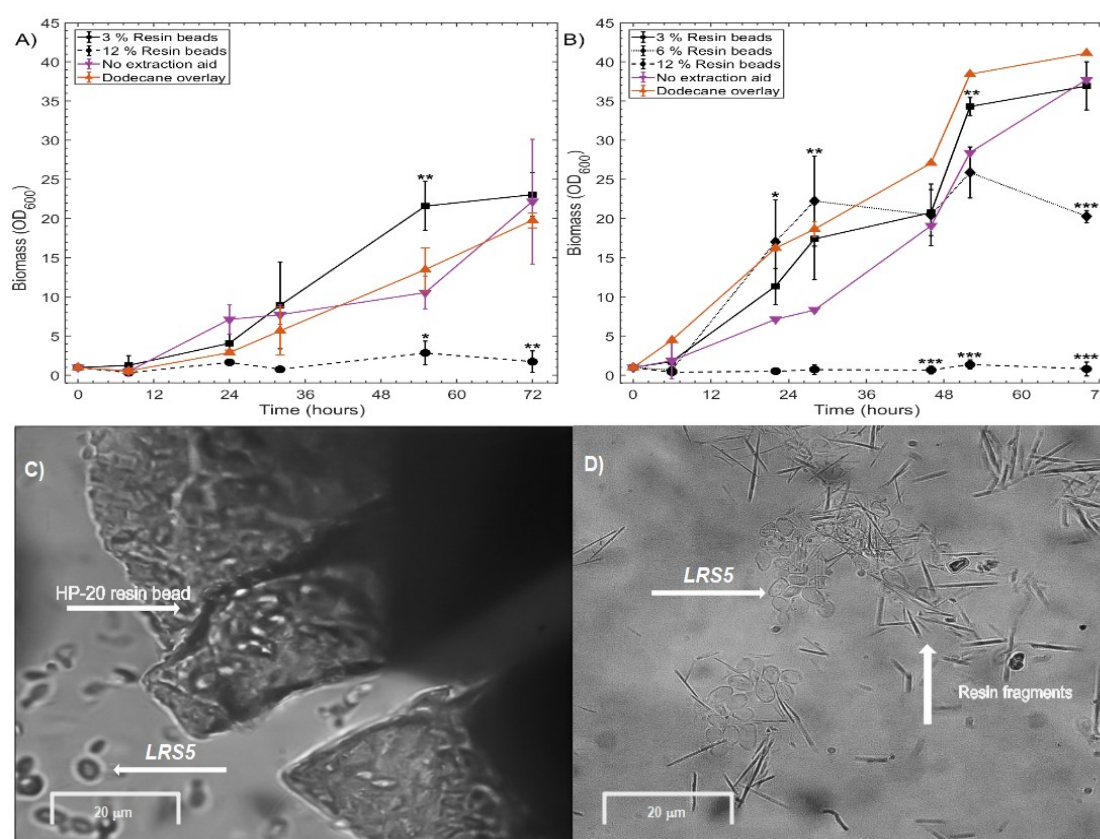 A)
3 % Resin beads
12 % Resin beads
No extraction aid
Dodecane overlay
Biomass (OD600)
45
40
35
30
25
20
15
10
5
0
**
*
**
0 12 24 36 48 60 72
Time (hours)
B)
3 % Resin beads
6 % Resin beads
12 % Resin beads
No extraction aid
Dodecane overlay
Biomass (OD600)
45
40
35
30
25
20
15
10
5
0
*
**
**
***
***
***
***
0 12 24 36 48 60
Time (hours)
C)
HP-20 resin bead
LRS5
20 µm
D)
LRS5
Resin fragments
20 µm